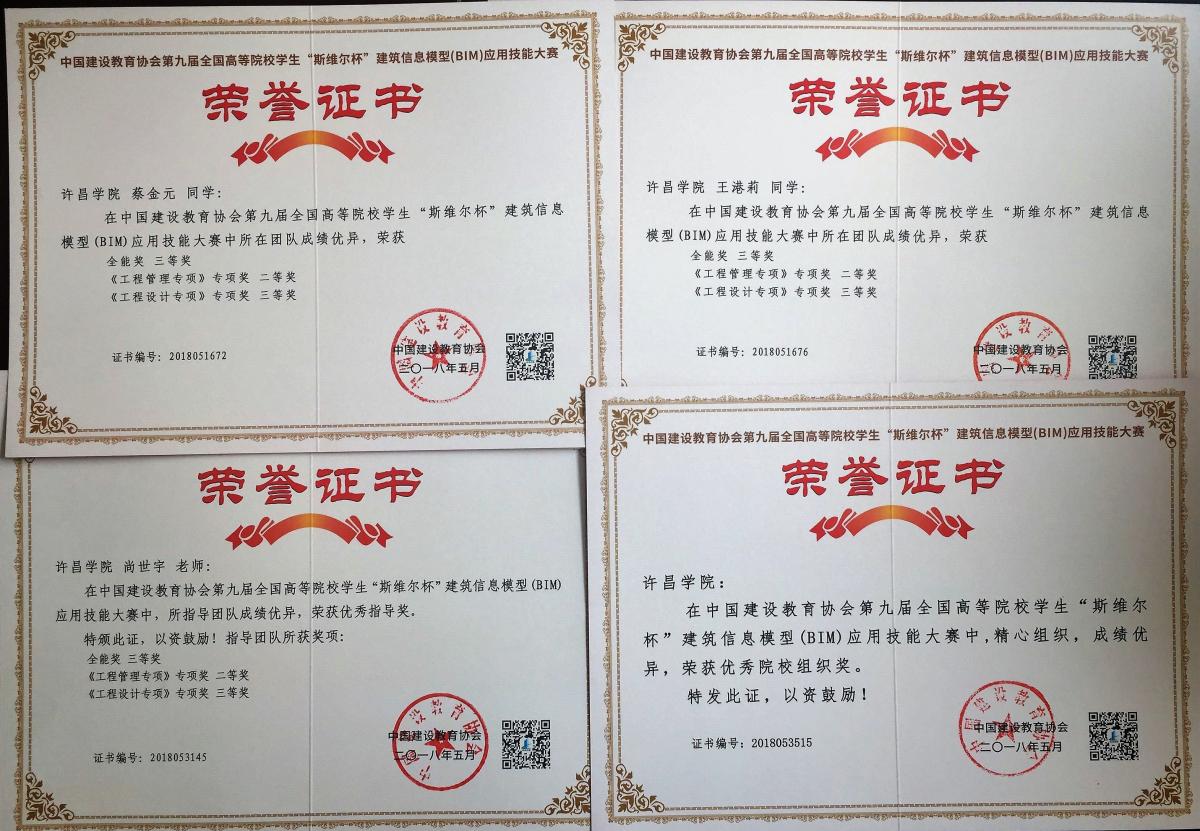 中国建设教育协会第九届全国高等院校学生“斯维尔杯”建筑信息模型(BIM)应用技能大赛
荣誉证书
许昌学院 蔡金元 同学：
在中国建设教育协会第九届全国高等院校学生“斯维尔杯”建筑信息
模型(BIM)应用技能大赛中所在团队成绩优异，荣获
全能奖 三等奖
《工程管理专项》专项奖 二等奖
《工程设计专项》专项奖 三等奖
证书编号：2018051672
中国建设教育协会
二〇一八年五月
中国建设教育协会第九届全国高等院校学生“斯维尔杯”建筑信息模型(BIM)应用技能大赛
荣誉证书
许昌学院 王港莉 同学：
在中国建设教育协会第九届全国高等院校学生“斯维尔杯”建筑信息
模型(BIM)应用技能大赛中所在团队成绩优异，荣获
全能奖 三等奖
《工程管理专项》专项奖 二等奖
《工程设计专项》专项奖 三等奖
证书编号：2018051676
中国建设教育协会
二〇一八年五月
荣誉证书
许昌学院 尚世宇 老师：
在中国建设教育协会第九届全国高等院校学生“斯维尔杯”建筑信息模型(BIM)
应用技能大赛中，所指导团队成绩优异，荣获优秀指导奖。
特颁此证，以资鼓励！指导团队所获奖项：
全能奖 三等奖
《工程管理专项》专项奖 二等奖
《工程设计专项》专项奖 三等奖
证书编号：2018053145
中国建设教育协会
二〇一八年五月
中国建设教育协会第九届全国高等院校学生“斯维尔杯”建筑信息模型(BIM)应用技能大赛
荣誉证书
许昌学院：
在中国建设教育协会第九届全国高等院校学生“斯维尔
杯”建筑信息模型(BIM)应用技能大赛中,精心组织，成绩优
异，荣获优秀院校组织奖。
特发此证，以资鼓励！
证书编号：2018053515
中国建设教育协会
二〇一八年五月